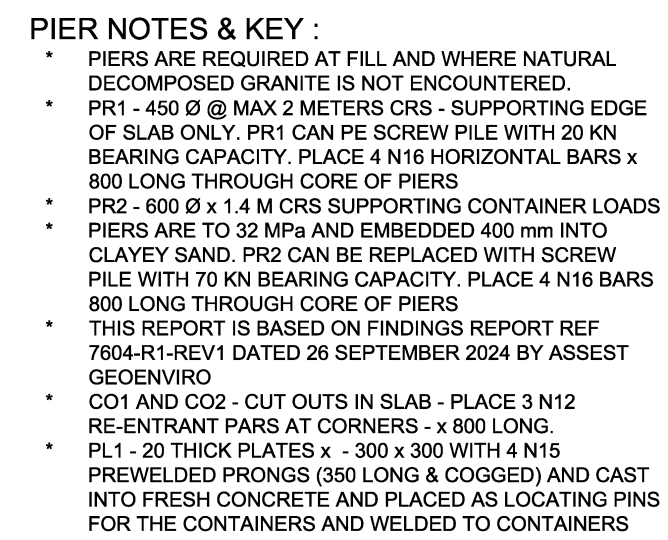 PIER NOTES & KEY :
* PIERS ARE REQUIRED AT FILL AND WHERE NATURAL
DECOMPOSED GRANITE IS NOT ENCOUNTERED.
* PR1 - 450 Ø @ MAX 2 METERS CRS - SUPPORTING EDGE
OF SLAB ONLY. PR1 CAN PE SCREW PILE WITH 20 KN
BEARING CAPACITY. PLACE 4 N16 HORIZONTAL BARS x
800 LONG THROUGH CORE OF PIERS
* PR2 - 600 Ø x 1.4 M CRS SUPPORTING CONTAINER LOADS
* PIERS ARE TO 32 MPa AND EMBEDDED 400 mm INTO
CLAYEY SAND. PR2 CAN BE REPLACED WITH SCREW
PILE WITH 70 KN BEARING CAPACITY. PLACE 4 N16 BARS
800 LONG THROUGH CORE OF PIERS
* THIS REPORT IS BASED ON FINDINGS REPORT REF
7604-R1-REV1 DATED 26 SEPTEMBER 2024 BY ASSEST
GEOENVIRO
* CO1 AND CO2 - CUT OUTS IN SLAB - PLACE 3 N12
RE-ENTRANT PARS AT CORNERS - x 800 LONG.
* PL1 - 20 THICK PLATES x - 300 x 300 WITH 4 N15
PREWELDED PRONGS (350 LONG & COGGED) AND CAST
INTO FRESH CONCRETE AND PLACED AS LOCATING PINS
FOR THE CONTAINERS AND WELDED TO CONTAINERS